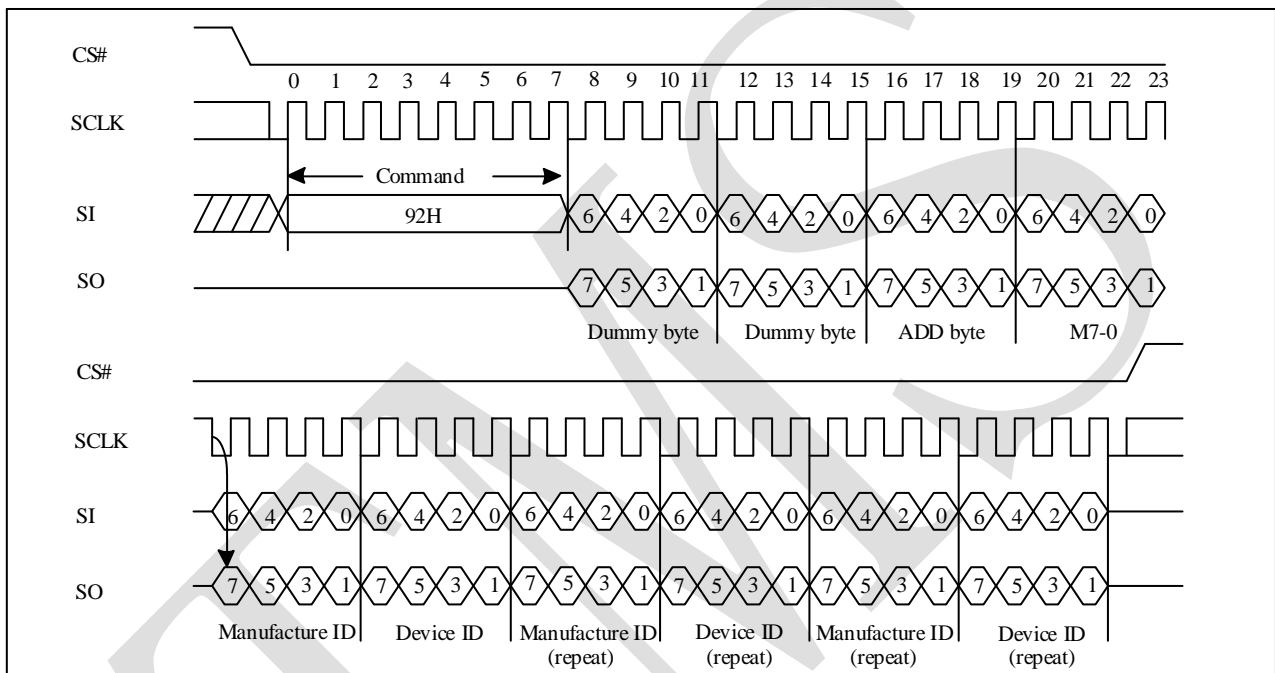 CS#
0 1 2 3 4 5 6 7 8 9 10 11 12 13 14 15 16 17 18 19 20 21 22 23
SCLK
Command
SI 92H 6 4 2 0 6 4 2 0 6 4 2 0 6 4 2 0
SO 7 5 3 1 7 5 3 1 7 5 3 1 7 5 3 1
Dummy byte Dummy byte ADD byte M7-0
CS#
SCLK
SI 6 4 2 0 6 4 2 0 6 4 2 0 6 4 2 0 6 4 2 0 6 4 2 0
SO 7 5 3 1 7 5 3 1 7 5 3 1 7 5 3 1 7 5 3 1 7 5 3 1
Manufacture ID Device ID Manufacture ID Device ID Manufacture ID Device ID
(repeat) (repeat) (repeat) (repeat)
TMS